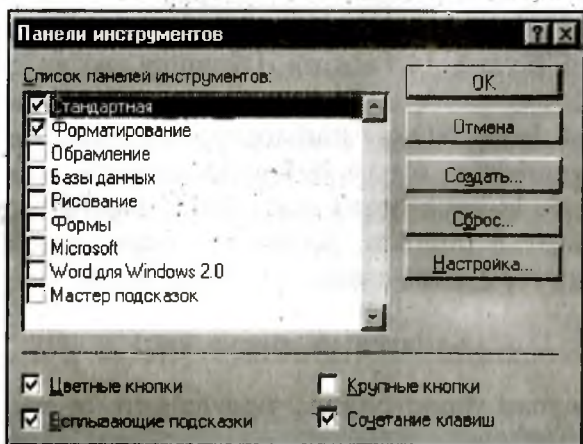 Панели инструментов
Список панелей инструментов:
Стандартная
Форматирование
Обрамление
Базы данных
Рисование
Формы
Microsoft
Word для Windows 2.0
Мастер подсказок
OK
Отмена
Создать...
Сброс...
Настройка...
Цветные кнопки
Крупные кнопки
Всплывающие подсказки
Сочетание клавиш